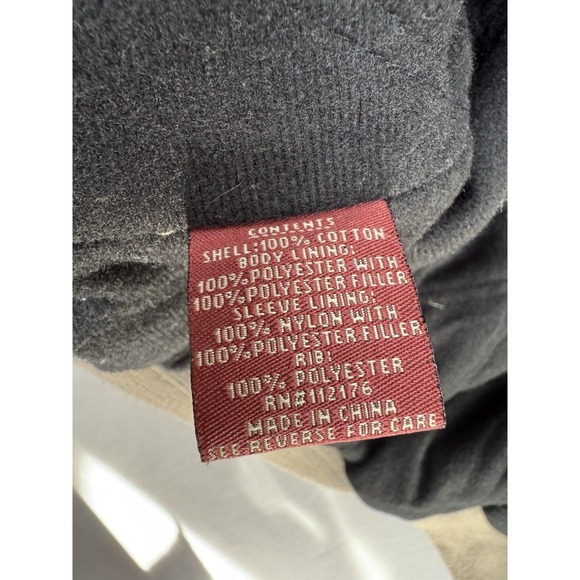 CONTENTS
SHELL:100% COTTON
BODY LINING:
100% POLYESTER WITH
100% POLYESTER FILLER
SLEEVE LINING:
100% NYLON WITH
100% POLYESTER FILLER
RIB:
100% POLYESTER
RN#112176
MADE IN CHINA
SEE REVERSE FOR CARE